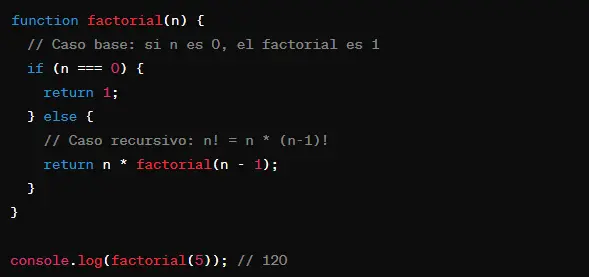 function factorial(n) {
  // Caso base: si n es 0, el factorial es 1
  if (n === 0) {
    return 1;
  } else {
    // Caso recursivo: n! = n * (n-1)!
    return n * factorial(n - 1);
  }
}

console.log(factorial(5)); // 120